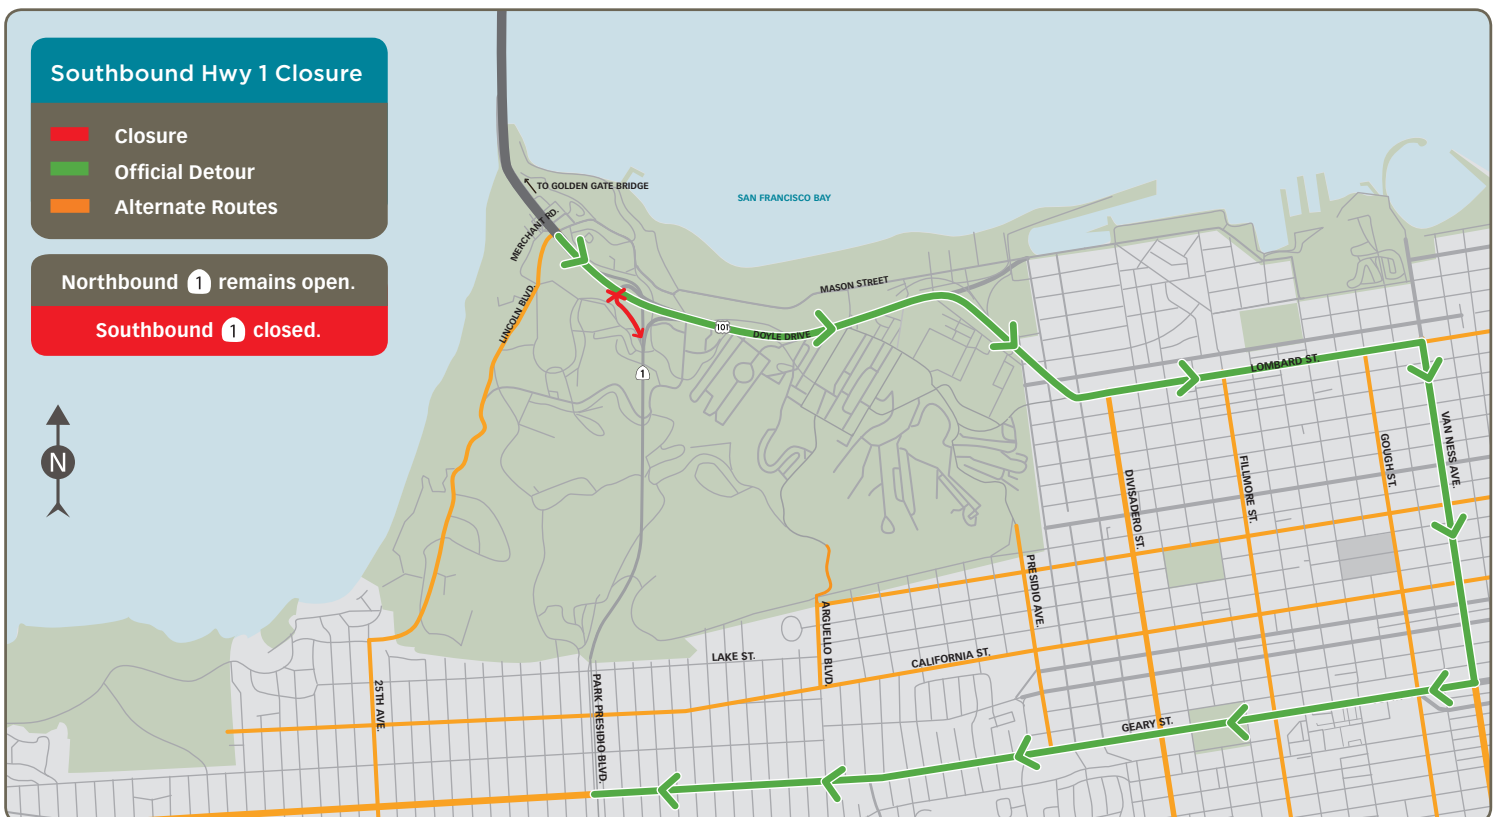 Southbound Hwy 1 Closure
Closure
Official Detour
Alternate Routes
Northbound 1 remains open.
Southbound 1 closed.
N
TO GOLDEN GATE BRIDGE
SAN FRANCISCO BAY
MERCHANT RD.
LINCOLN BLVD.
MASON STREET
101
DOYLE DRIVE
1
LOMBARD ST.
VAN NESS AVE.
GOUGH ST.
FILLMORE ST.
DIVISADERO ST.
PRESIDIO AVE.
ARGUELLO BLVD.
LAKE ST.
CALIFORNIA ST.
25TH AVE.
PARK PRESIDIO BLVD.
GEARY ST.